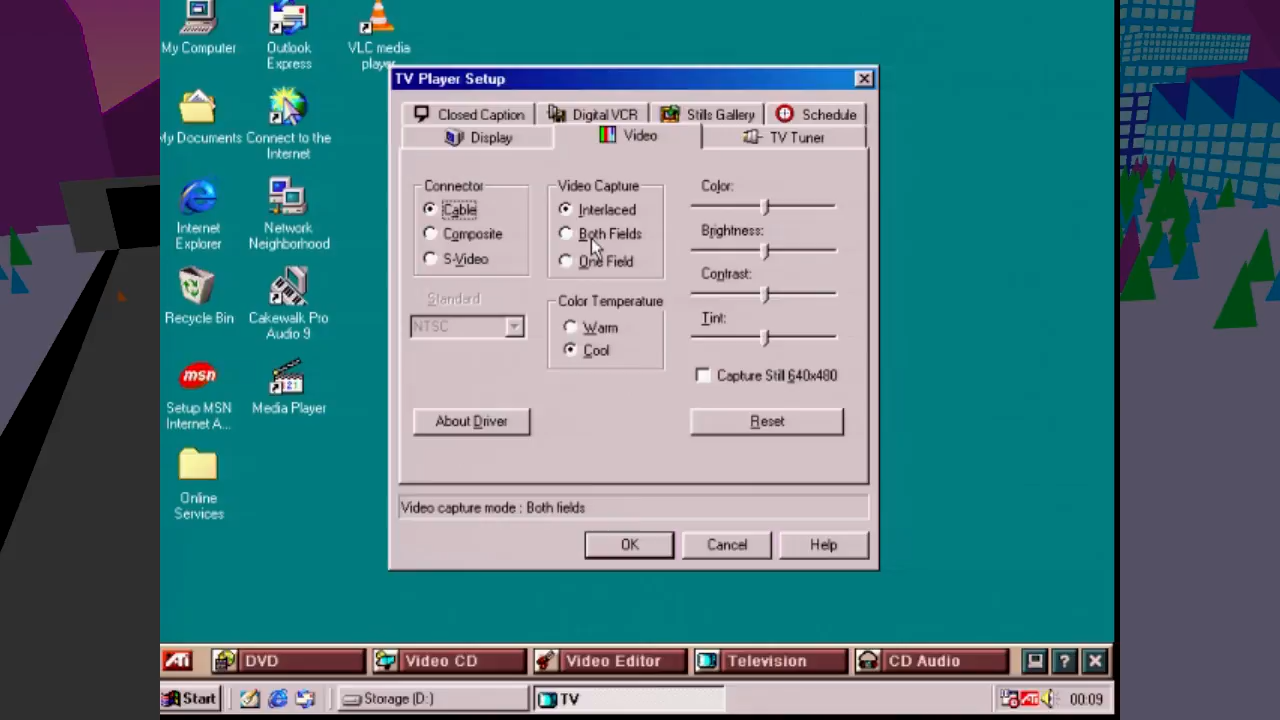 My Computer
Outlook
Express
VLC media
player
My Documents
Connect to the
Internet
Internet
Explorer
Network
Neighborhood
Recycle Bin
Cakewalk Pro
Audio 9
msn
Setup MSN
Internet A...
Media Player
Online
Services
TV Player Setup
Closed Caption
Digital VCR
Stills Gallery
Schedule
Display
Video
TV Tuner
Connector
Cable
Composite
S-Video
Standard
NTSC
Video Capture
Interlaced
Both Fields
One Field
Color Temperature
Warm
Cool
Color:
Brightness:
Contrast:
Tint:
Capture Still 640x480
About Driver
Reset
Video capture mode : Both fields
OK
Cancel
Help
ATi
DVD
Video CD
Video Editor
Television
CD Audio
?
Start
Storage (D:)
TV
ATi
00:09